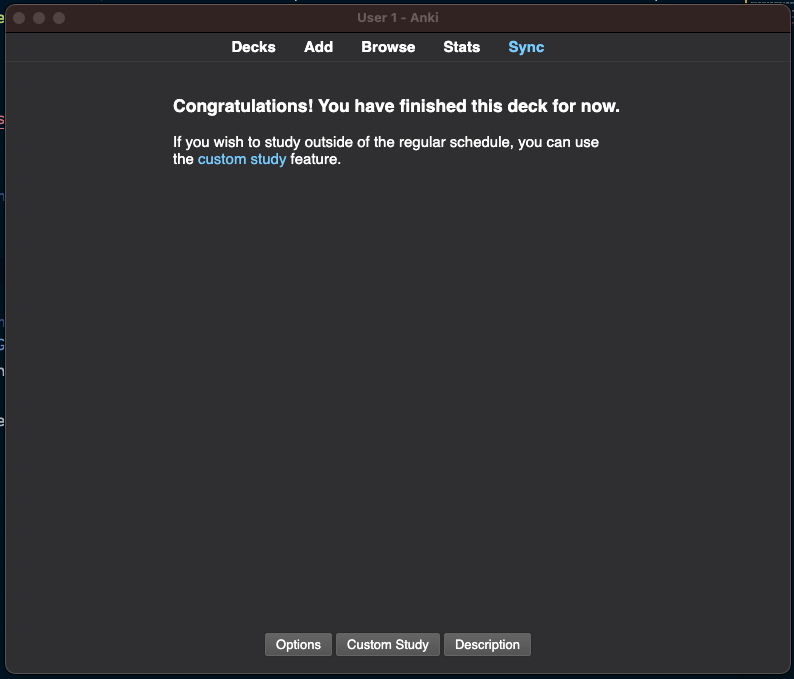 User 1 - Anki
Decks Add Browse Stats Sync
Congratulations! You have finished this deck for now.
If you wish to study outside of the regular schedule, you can use
the custom study feature.
Options Custom Study Description